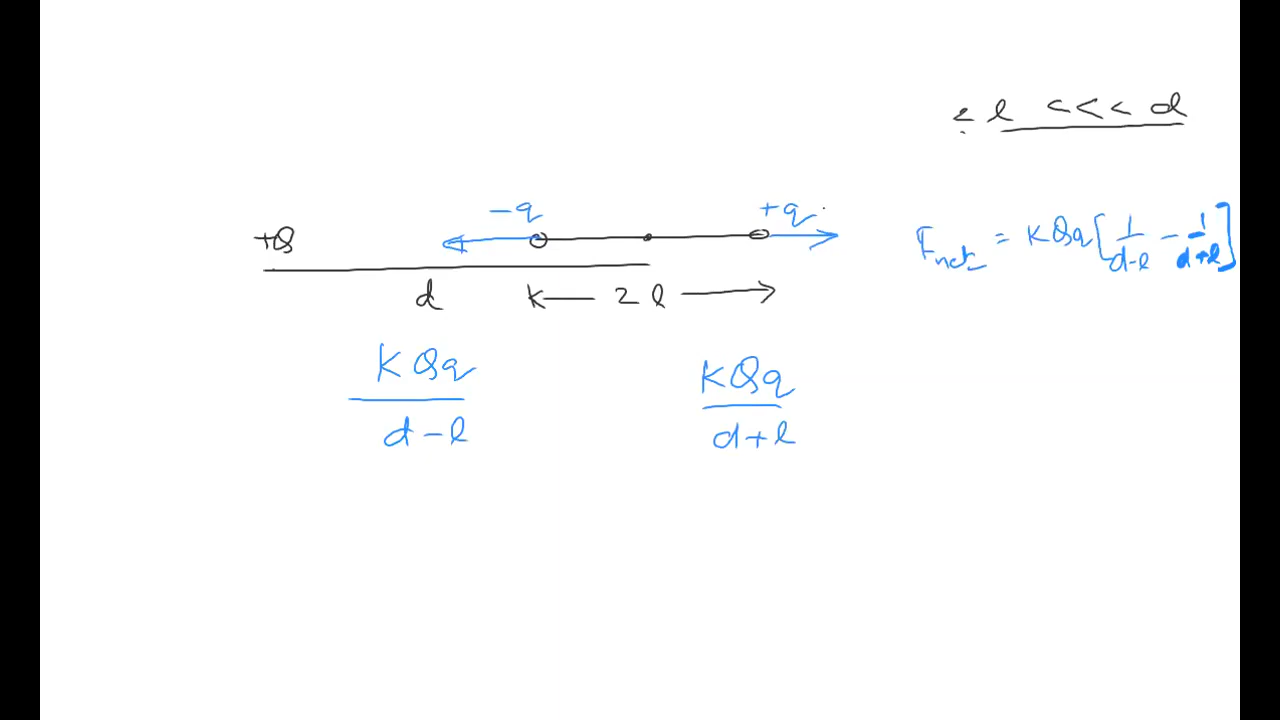 ≤ l <<< d
-q +q
+Q
F_net = KQq[1/(d-l) - 1/(d+l)]
d K— 2l →
KQq/(d-l) KQq/(d+l)